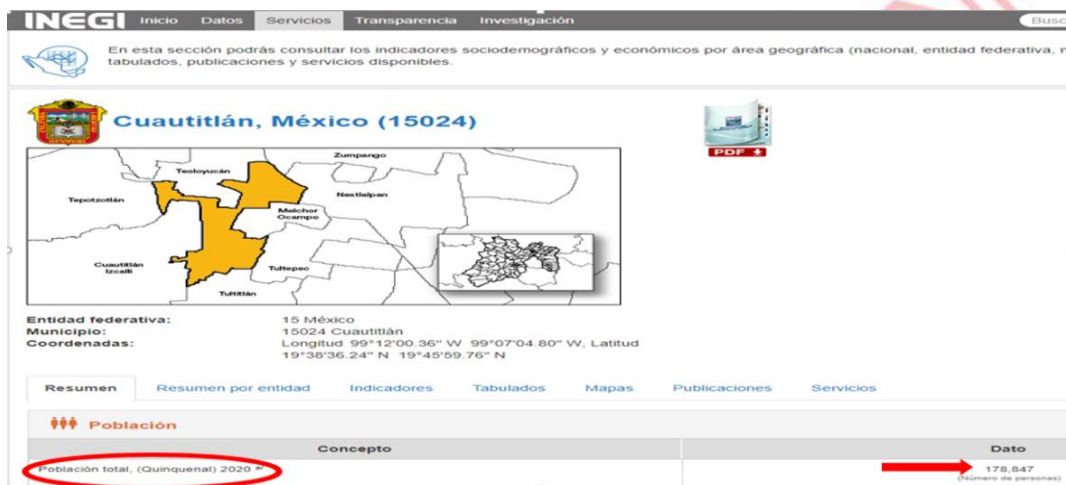 INEGI Inicio Datos Servicios Transparencia Investigación Busc
En esta sección podrás consultar los indicadores sociodemográficos y económicos por área geográfica (nacional, entidad federativa,
tabulados, publicaciones y servicios disponibles.
Cuautitlán, México (15024)
PDF
Zumpango
Teoloyucán
Tepotzotlán
Nextlalpan
Melchor
Ocampo
Cuautitlán
Izcalli
Tultepec
Tultitlán
Entidad federativa: 15 México
Municipio: 15024 Cuautitlán
Coordenadas: Longitud 99°12'00.36" W 99°07'04.80" W, Latitud
19°38'36.24" N 19°45'59.76" N
Resumen Resumen por entidad Indicadores Tabulados Mapas Publicaciones Servicios
Población
Concepto Dato
Población total, (Quinquenal) 2020 178,847
(Número de personas)